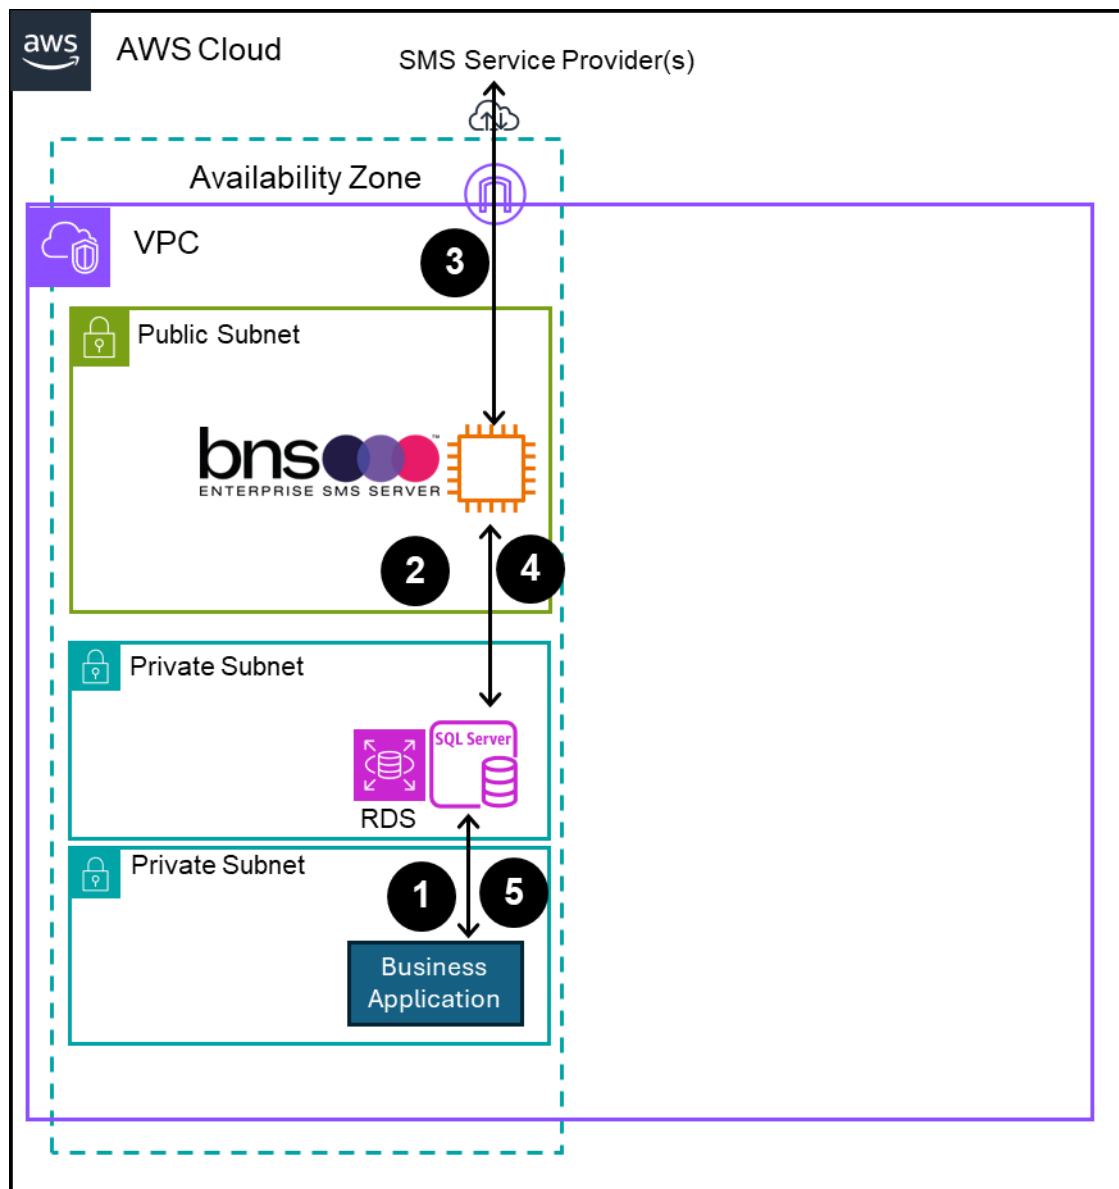 aws
AWS Cloud
SMS Service Provider(s)
Availability Zone
VPC
3
Public Subnet
bns™
ENTERPRISE SMS SERVER
2
4
Private Subnet
SQL Server
RDS
Private Subnet
1
5
Business
Application